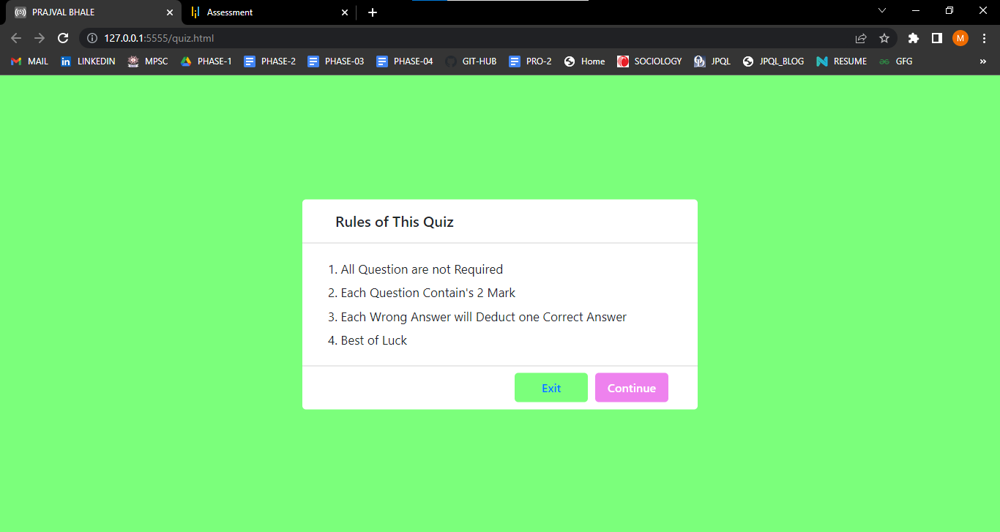 PRAJVAL BHALE
Assessment
127.0.0.1:5555/quiz.html
M
MAIL LINKEDIN MPSC PHASE-1 PHASE-2 PHASE-03 PHASE-04 GIT-HUB PRO-2 Home SOCIOLOGY JPQL JPQL_BLOG RESUME GFG
Rules of This Quiz
1. All Question are not Required
2. Each Question Contain's 2 Mark
3. Each Wrong Answer will Deduct one Correct Answer
4. Best of Luck
Exit Continue